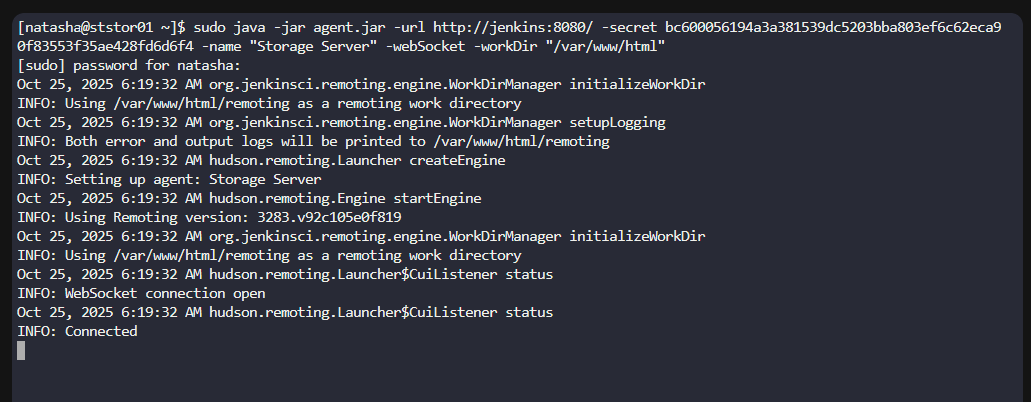 [natasha@ststor01 ~]$ sudo java -jar agent.jar -url http://jenkins:8080/ -secret bc600056194a3a381539dc5203bba803ef6c62eca9
0f83553f35ae428fd6d6f4 -name "Storage Server" -webSocket -workDir "/var/www/html"
[sudo] password for natasha:
Oct 25, 2025 6:19:32 AM org.jenkinsci.remoting.engine.WorkDirManager initializeWorkDir
INFO: Using /var/www/html/remoting as a remoting work directory
Oct 25, 2025 6:19:32 AM org.jenkinsci.remoting.engine.WorkDirManager setupLogging
INFO: Both error and output logs will be printed to /var/www/html/remoting
Oct 25, 2025 6:19:32 AM hudson.remoting.Launcher createEngine
INFO: Setting up agent: Storage Server
Oct 25, 2025 6:19:32 AM hudson.remoting.Engine startEngine
INFO: Using Remoting version: 3283.v92c105e0f819
Oct 25, 2025 6:19:32 AM org.jenkinsci.remoting.engine.WorkDirManager initializeWorkDir
INFO: Using /var/www/html/remoting as a remoting work directory
Oct 25, 2025 6:19:32 AM hudson.remoting.Launcher$CuiListener status
INFO: WebSocket connection open
Oct 25, 2025 6:19:32 AM hudson.remoting.Launcher$CuiListener status
INFO: Connected